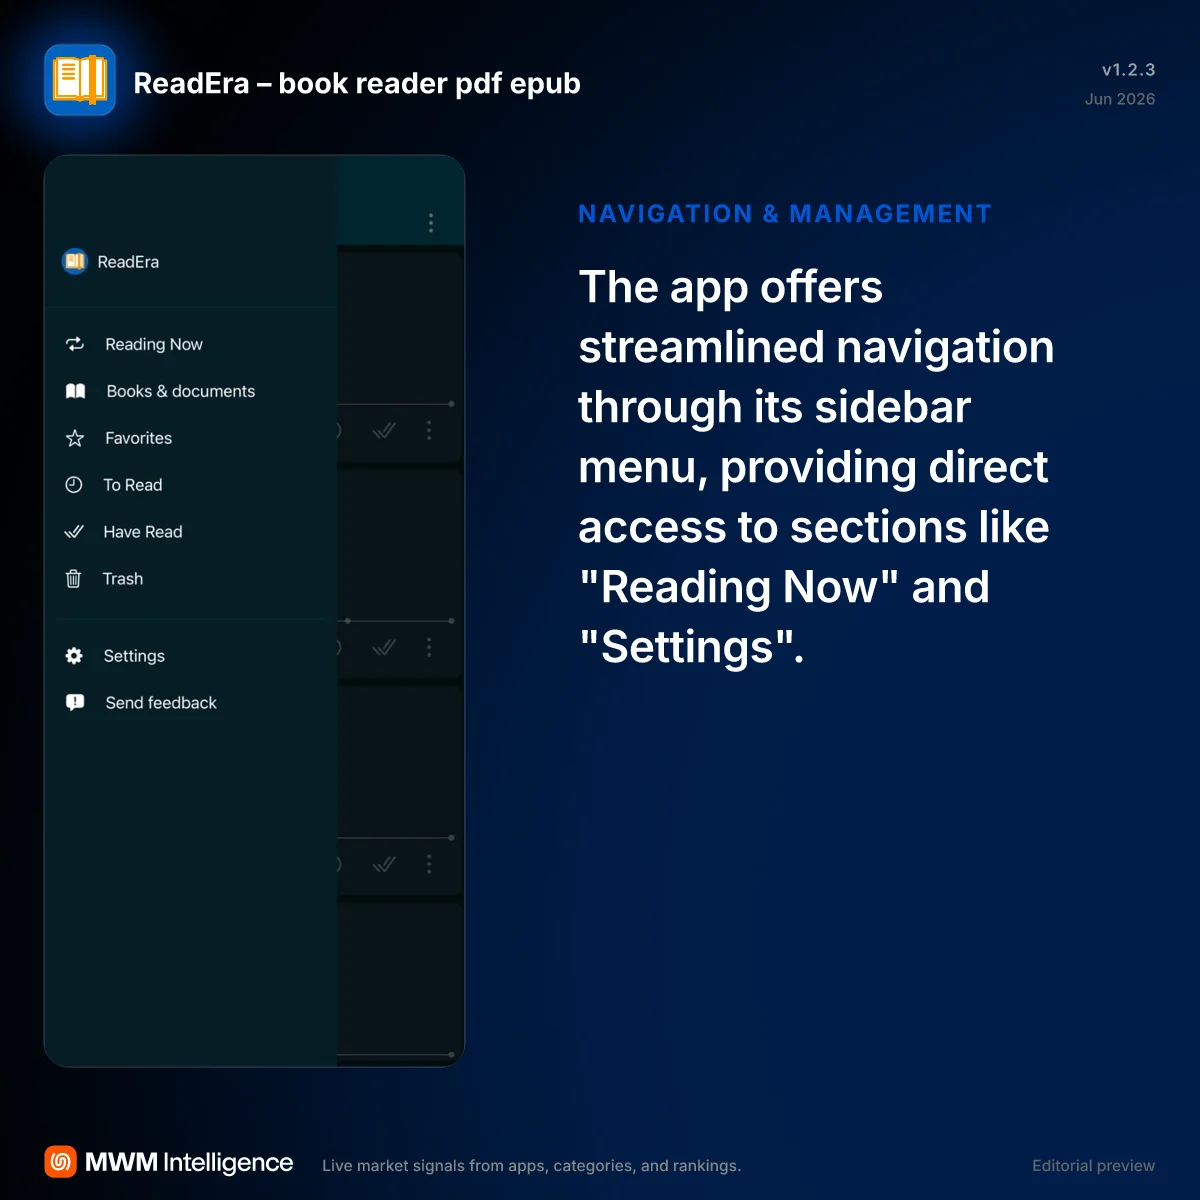 ReadEra – book reader pdf epub
v1.2.3
Jun 2026
ReadEra
Reading Now
Books & documents
Favorites
To Read
Have Read
Trash
Settings
Send feedback
NAVIGATION & MANAGEMENT
The app offers
streamlined navigation
through its sidebar
menu, providing direct
access to sections like
"Reading Now" and
"Settings".
MWM Intelligence
Live market signals from apps, categories, and rankings.
Editorial preview